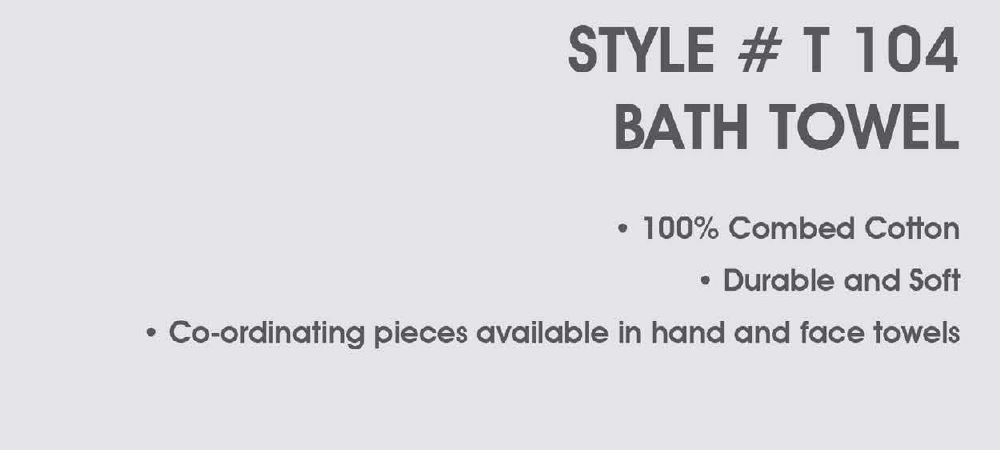 STYLE # T 104
BATH TOWEL
• 100% Combed Cotton
• Durable and Soft
• Co-ordinating pieces available in hand and face towels